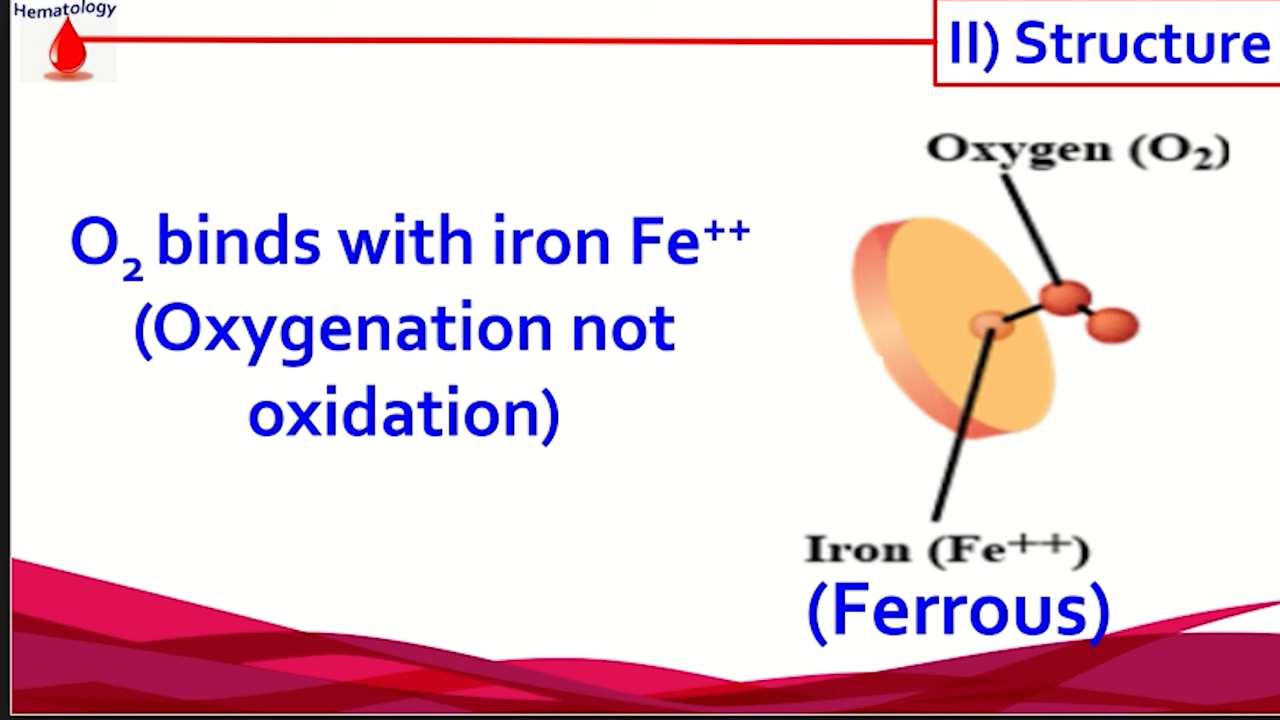 Hematology
II) Structure
Oxygen (O₂)
O₂ binds with iron Fe⁺⁺
(Oxygenation not
oxidation)
Iron (Fe⁺⁺)
(Ferrous)